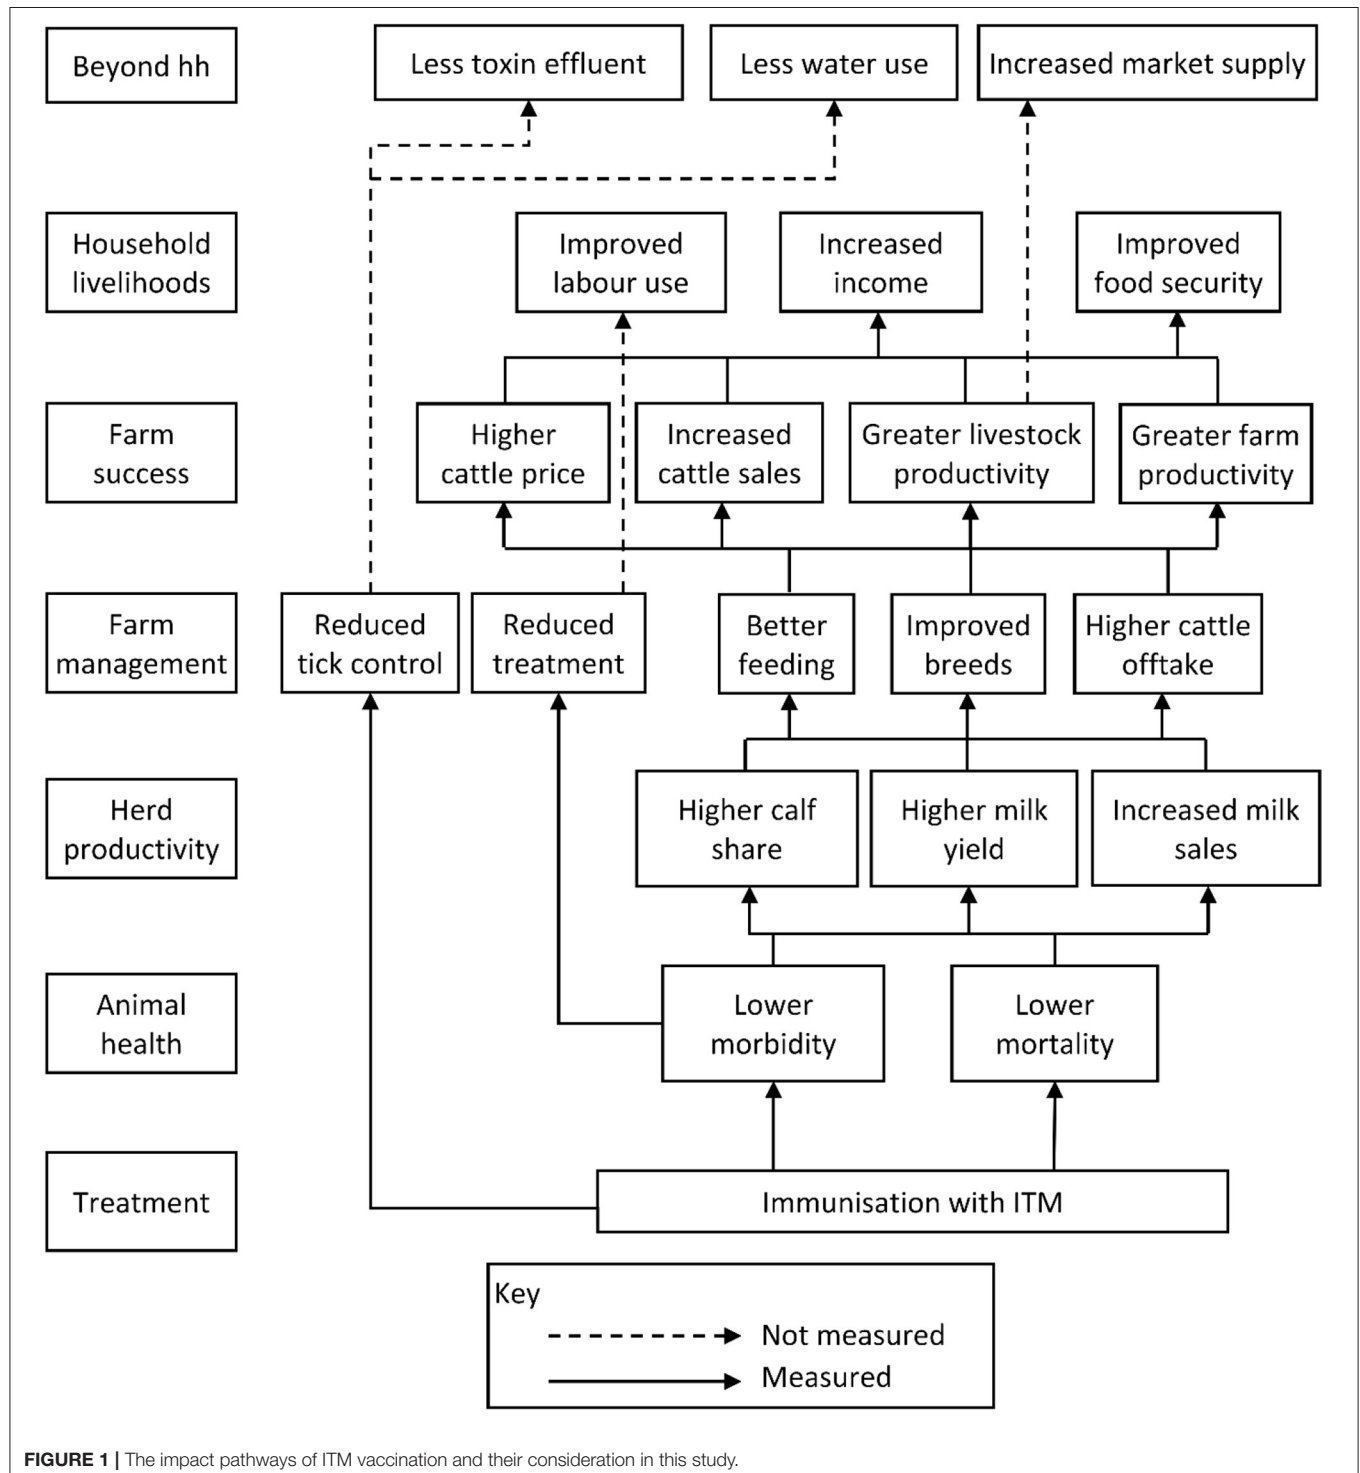 Beyond hh
Less toxin effluent
Less water use
Increased market supply
Household
livelihoods
Improved
labour use
Increased
income
Improved
food security
Farm
success
Higher
cattle price
Increased
cattle sales
Greater livestock
productivity
Greater farm
productivity
Farm
management
Reduced
tick control
Reduced
treatment
Better
feeding
Improved
breeds
Higher cattle
offtake
Herd
productivity
Higher calf
share
Higher milk
yield
Increased milk
sales
Animal
health
Lower
morbidity
Lower
mortality
Treatment
Immunisation with ITM
Key
Not measured
Measured
FIGURE 1 | The impact pathways of ITM vaccination and their consideration in this study.